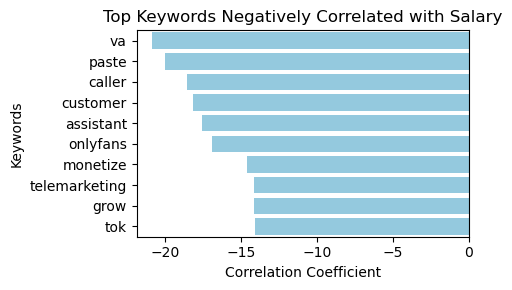 Top Keywords Negatively Correlated with Salary
Keywords
va
paste
caller
customer
assistant
onlyfans
monetize
telemarketing
grow
tok
−20 −15 −10 −5 0
Correlation Coefficient